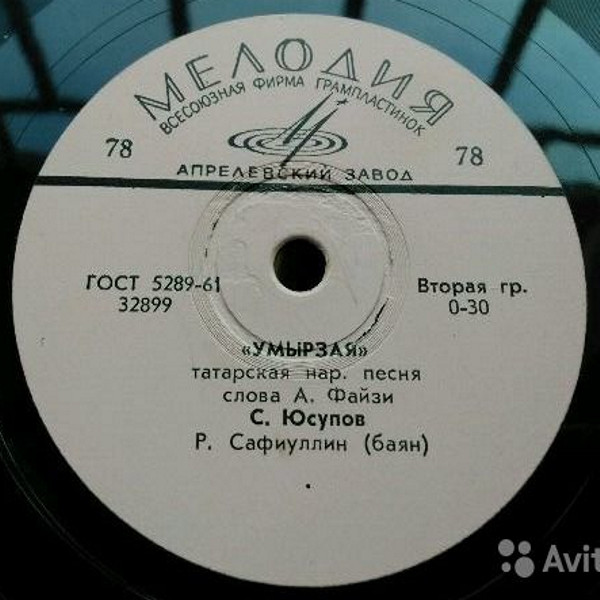 МЕЛОДИЯ
ВСЕСОЮЗНАЯ ФИРМА ГРАМПЛАСТИНОК
78 78
АПРЕЛЕВСКИЙ ЗАВОД
ГОСТ 5289-61 Вторая гр.
32899 0-30
«УМЫРЗАЯ»
татарская нар. песня
слова А. Файзи
С. Юсупов
Р. Сафиуллин (баян)
Avito